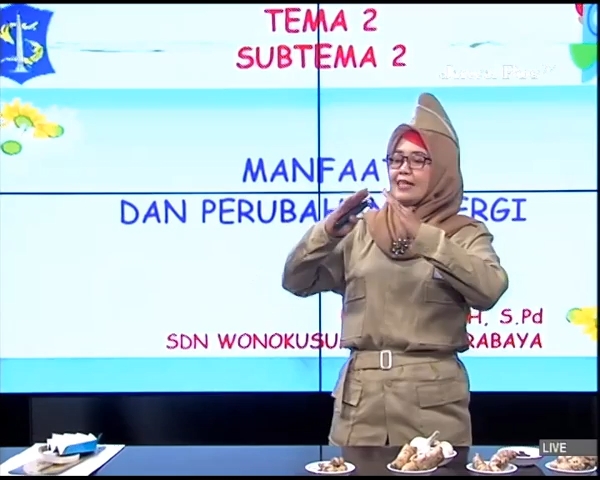 TEMA 2
SUBTEMA 2
MANFAA
DAN PERUBAH ERGI
H, S.Pd
SDN WONOKUSU RABAYA
LIVE